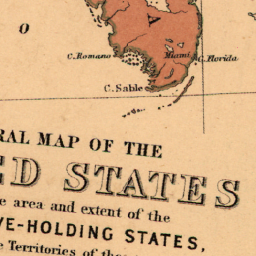 A
O
C. Romano
Miami
C. Florida
C. Sable
RAL MAP OF THE
ED STATES
e area and extent of the
VE-HOLDING STATES,
e Territories of the